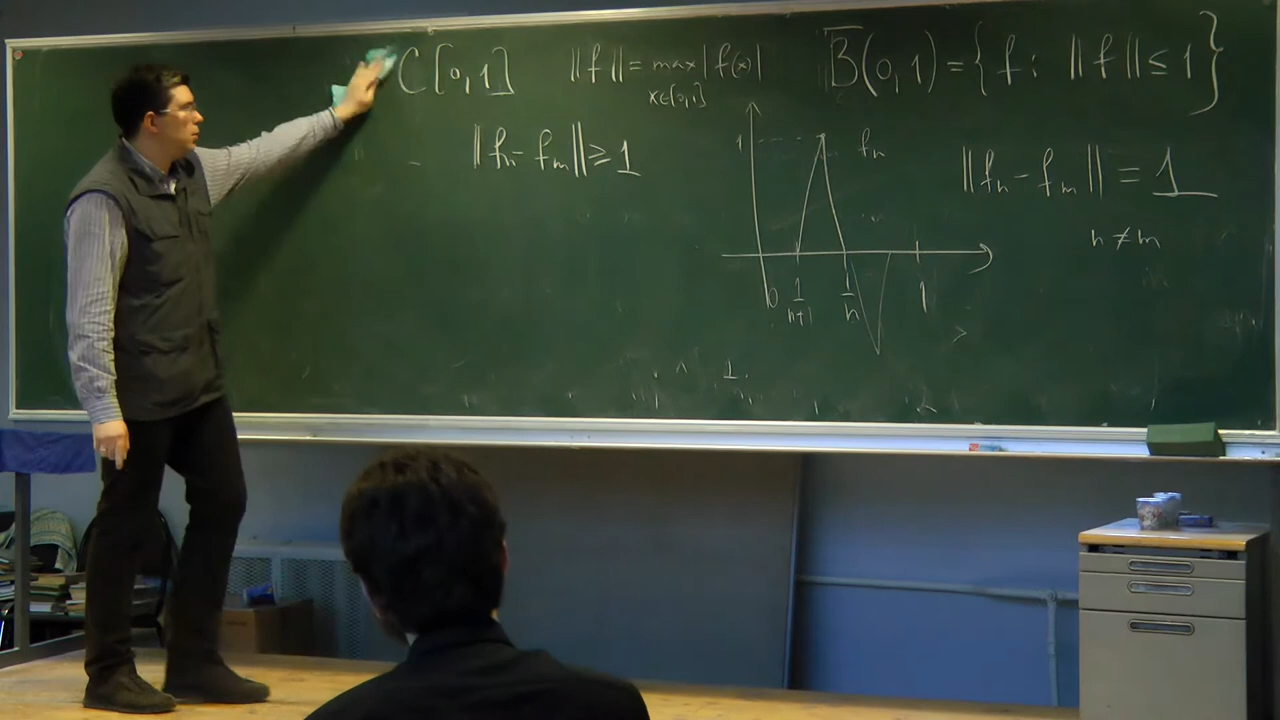 C[0,1] ||f|| = max |f(x)| B̅(0,1) = { f : ||f|| ≤ 1 }
x∈[0,1]
||fn - fm|| ≥ 1
1 fn
||fn - fm|| = 1
n ≠ m
0 1/(n+1) 1/n 1